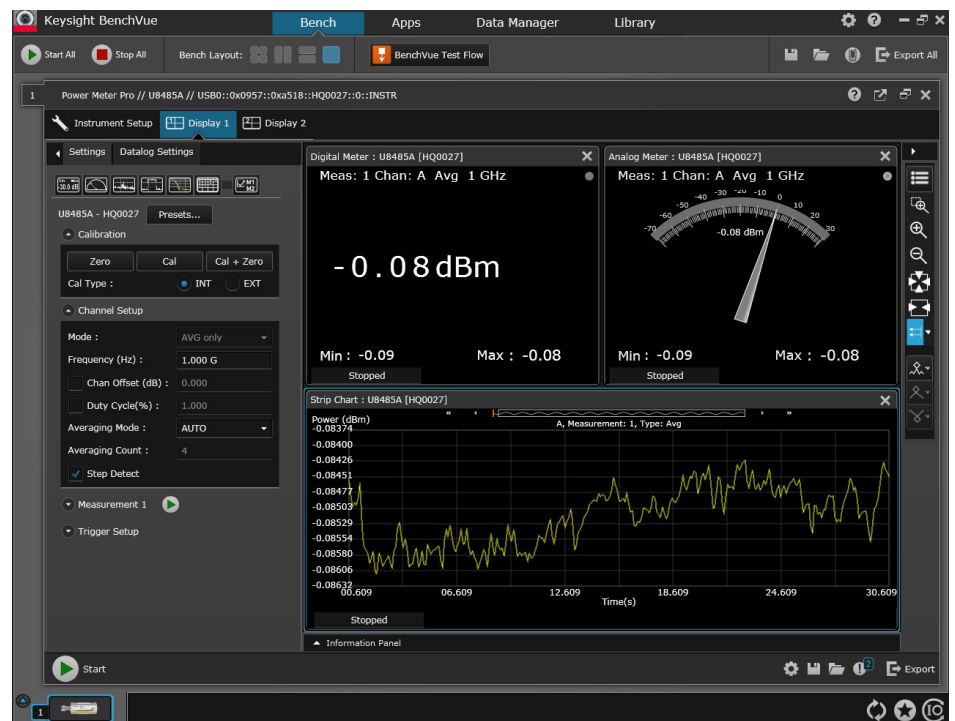 Keysight BenchVue
Bench Apps Data Manager Library
Start All Stop All Bench Layout: BenchVue Test Flow Export All
1 Power Meter Pro // U8485A // USB0::0x0957::0xa518::HQ0027::0::INSTR
Instrument Setup Display 1 Display 2
Settings Datalog Settings
U8485A - HQ0027 Presets...
Calibration
Zero Cal Cal + Zero
Cal Type : INT EXT
Channel Setup
Mode : AVG only
Frequency (Hz) : 1.000 G
Chan Offset (dB) : 0.000
Duty Cycle(%) : 1.000
Averaging Mode : AUTO
Averaging Count : 4
Step Detect
Measurement 1
Trigger Setup
Digital Meter : U8485A [HQ0027]
Meas: 1 Chan: A Avg 1 GHz
-0.08dBm
Min : -0.09 Max : -0.08
Stopped
Analog Meter : U8485A [HQ0027]
Meas: 1 Chan: A Avg 1 GHz
-70 -60 -50 -40 -30 -20 -10 0 10 20 30
-0.08 dBm
Min : -0.09 Max : -0.08
Stopped
Strip Chart : U8485A [HQ0027]
Power (dBm)
A, Measurement: 1, Type: Avg
-0.08374
-0.08400
-0.08426
-0.08451
-0.08477
-0.08503
-0.08529
-0.08554
-0.08580
-0.08606
-0.08632
00.609 06.609 12.609 18.609 24.609 30.609
Time(s)
Stopped
Information Panel
Start 2 Export
1 IO